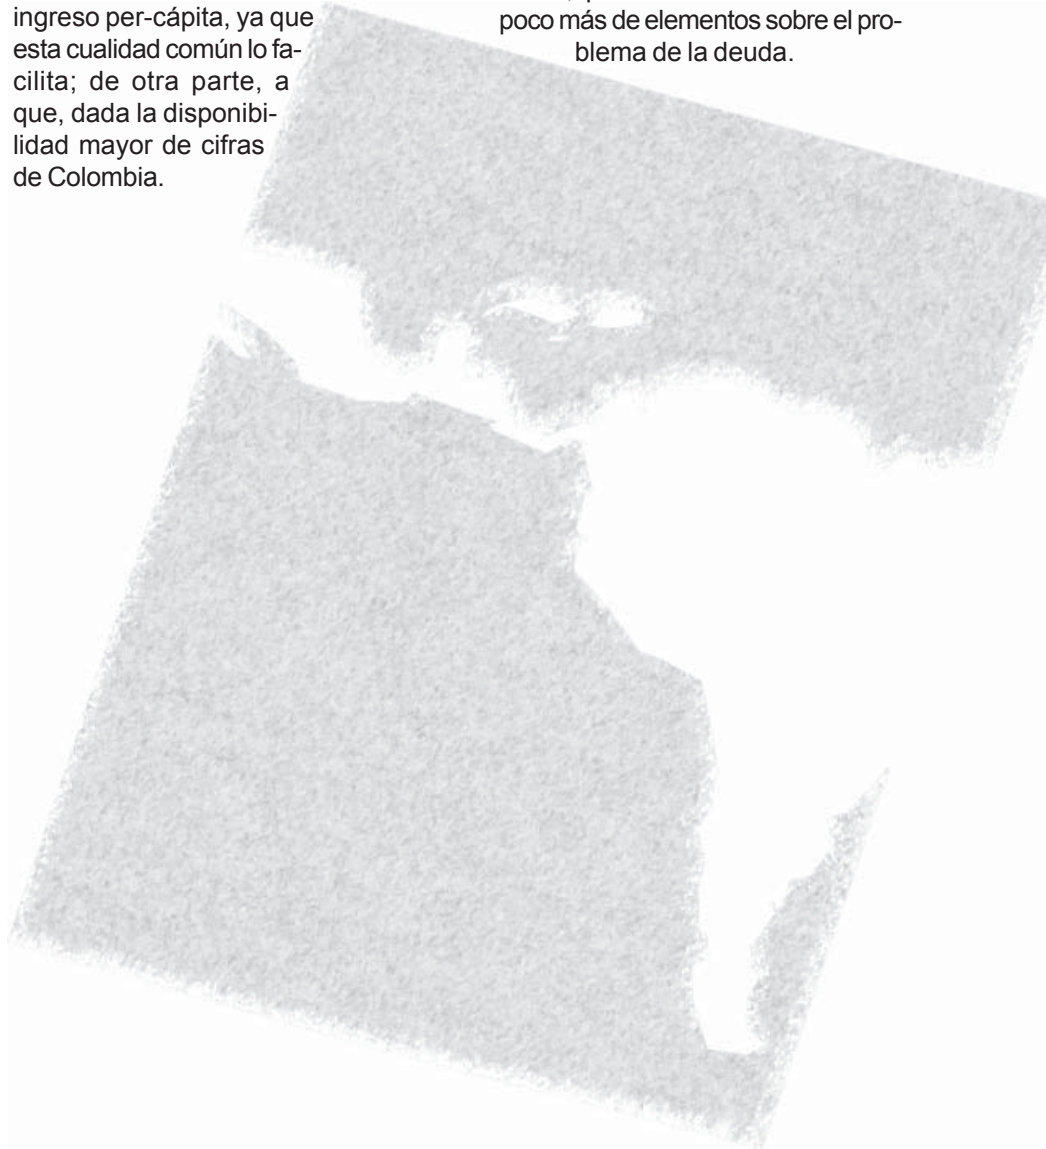 ingreso per-cápita, ya que
esta cualidad común lo fa-
cilita; de otra parte, a
que, dada la disponibi-
lidad mayor de cifras
de Colombia.
poco más de elementos sobre el pro-
blema de la deuda.